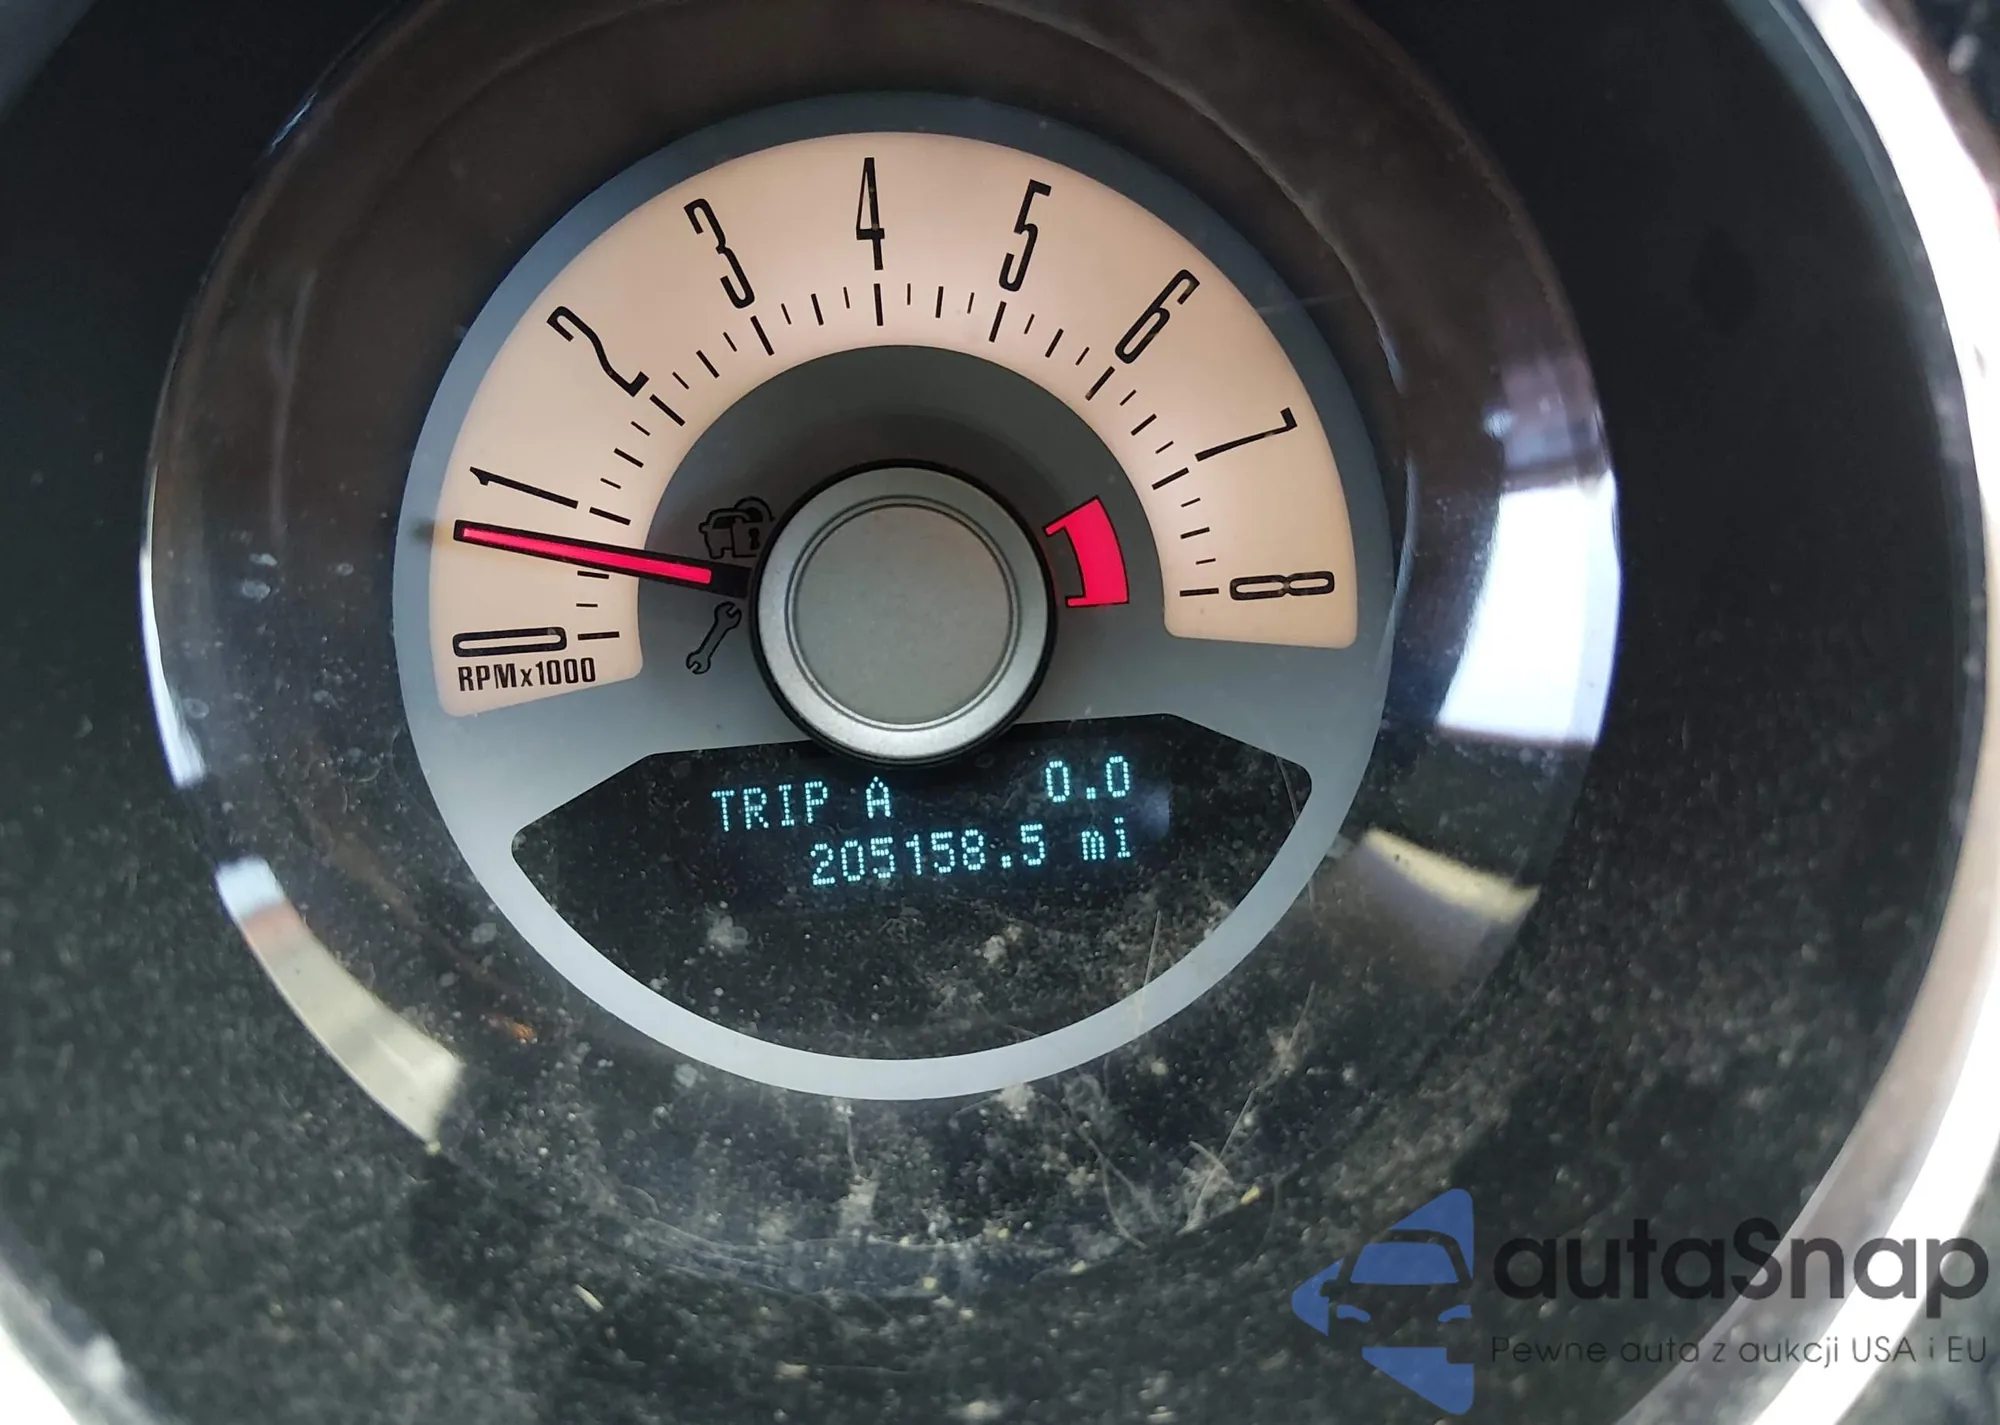 0
1
2
3
4
5
6
7
8
RPMx1000
TRIP A 0.0
205158.5 mi
autaSnap
Pewne auta z aukcji USA i EU